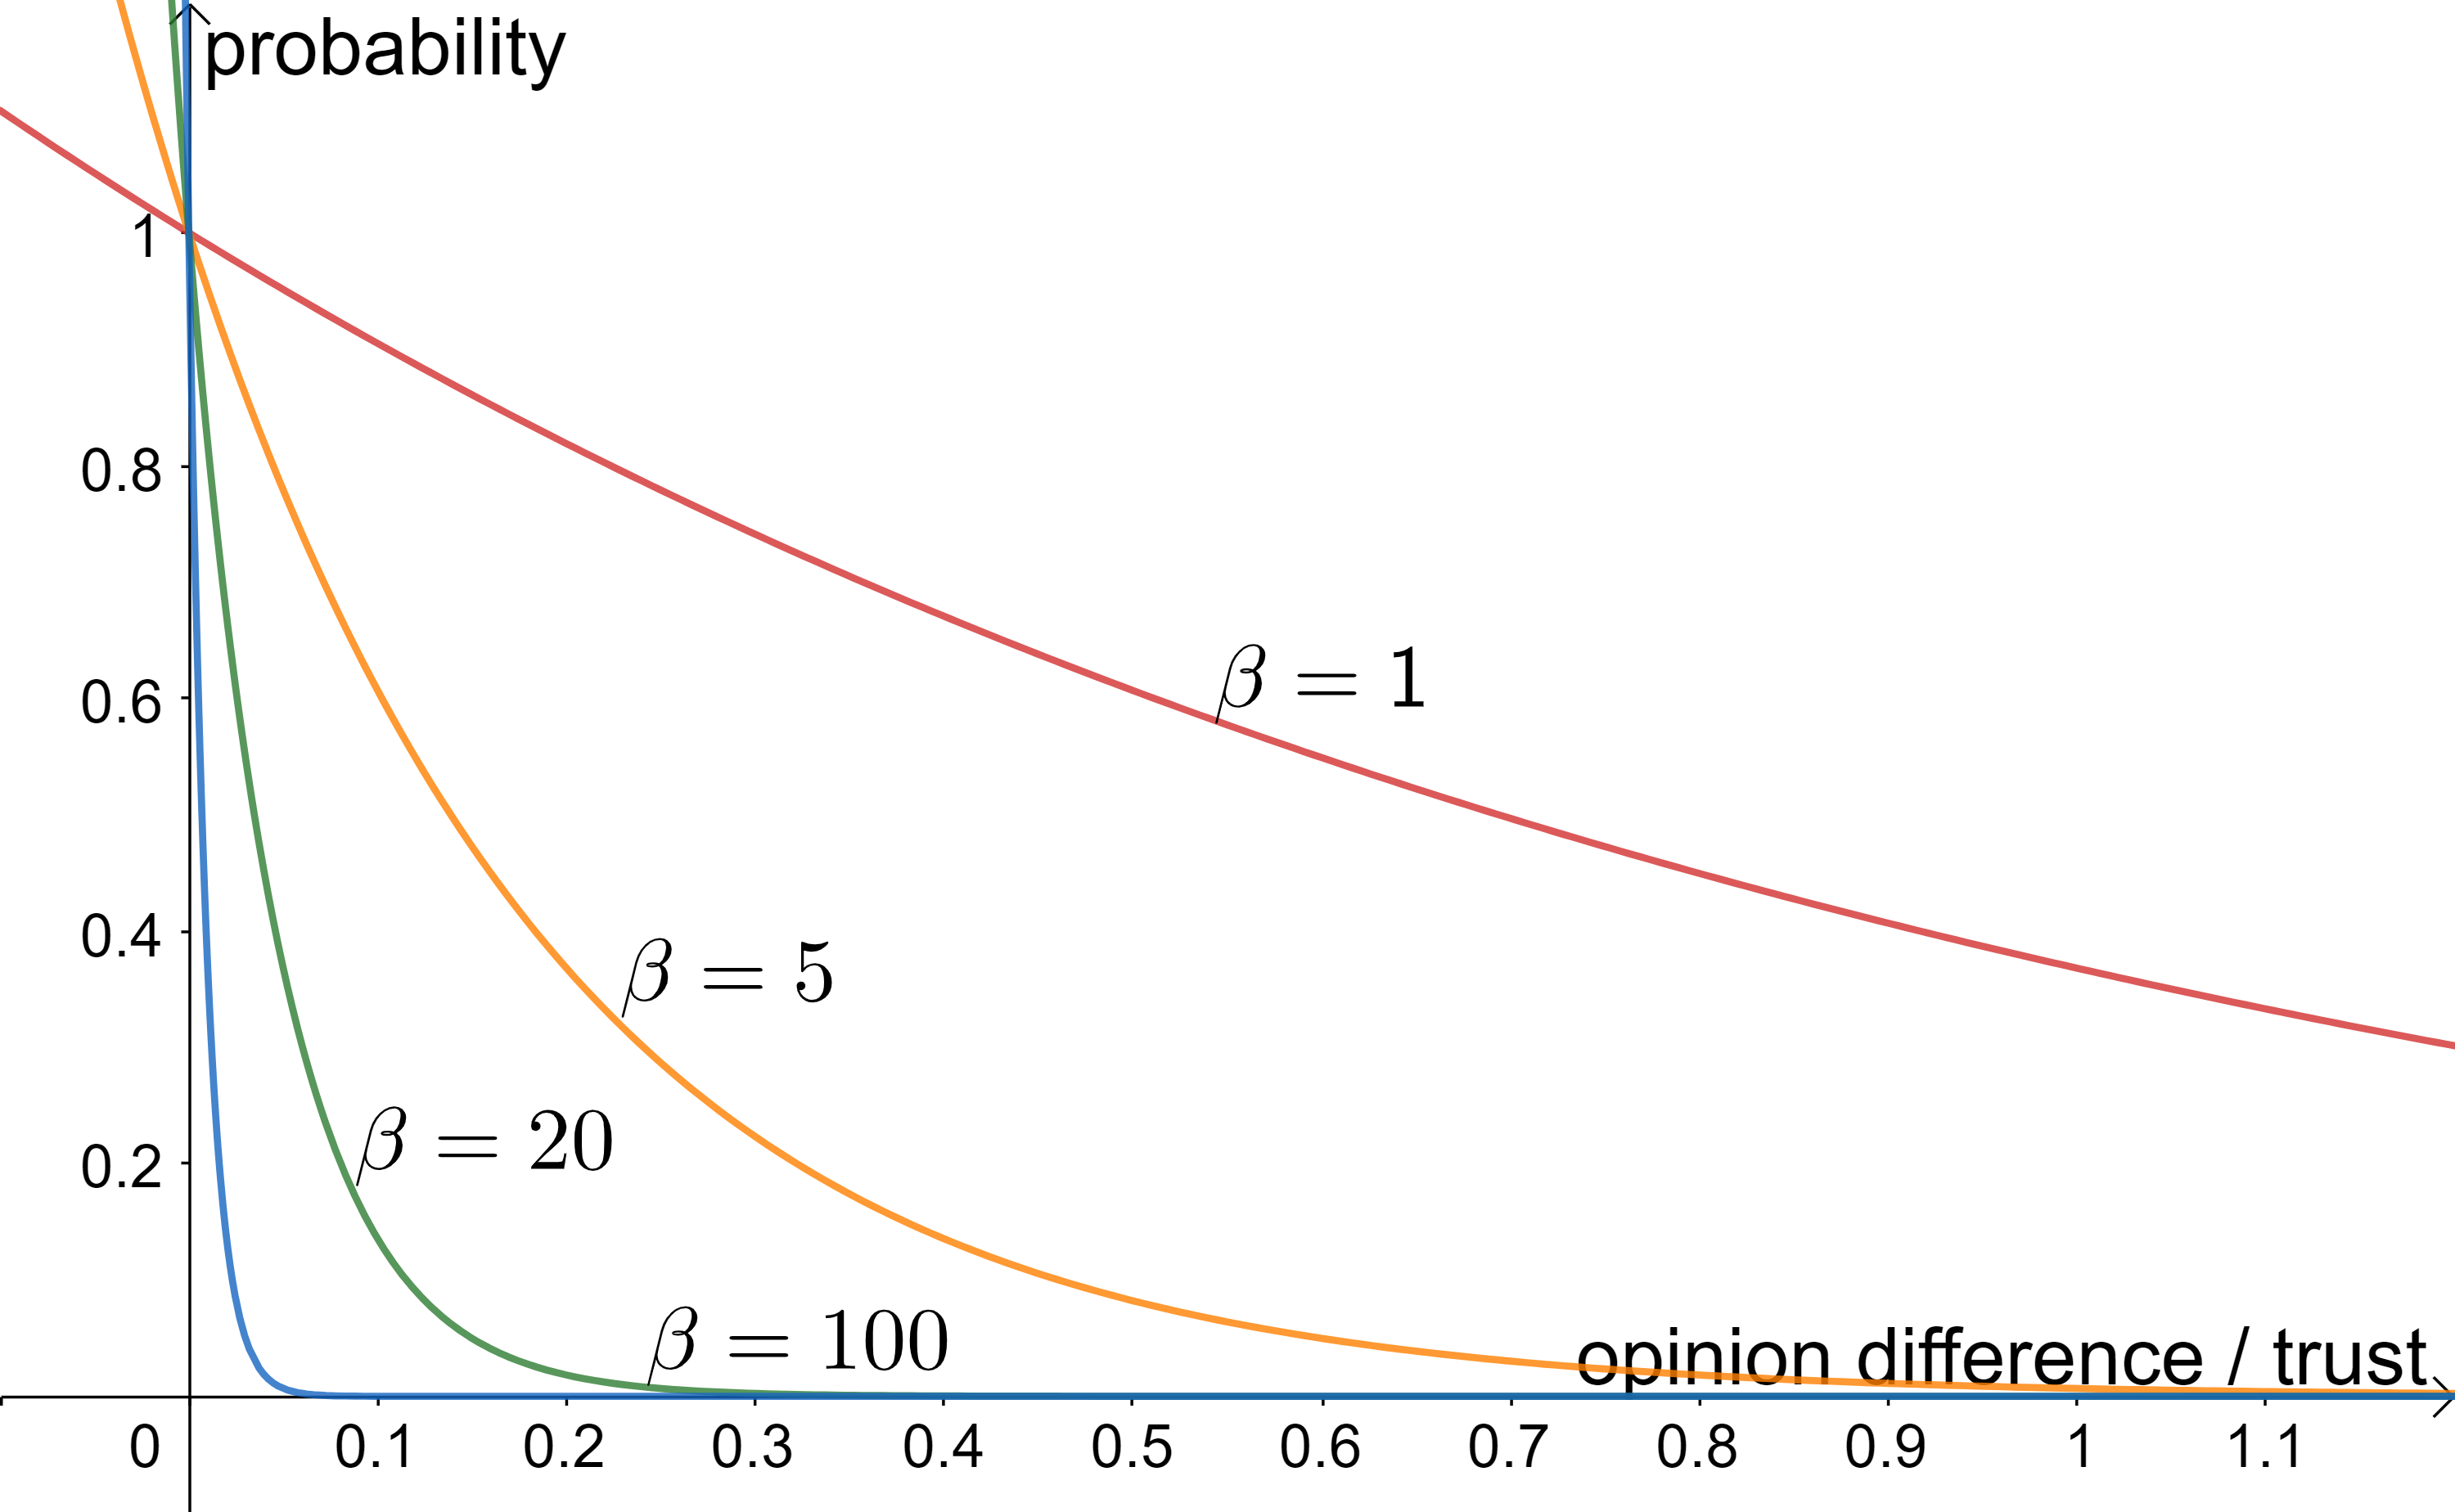 probability
1
0.8
0.6
β = 1
0.4
β = 5
0.2
β = 20
β = 100
opinion difference / trust
0 0.1 0.2 0.3 0.4 0.5 0.6 0.7 0.8 0.9 1 1.1